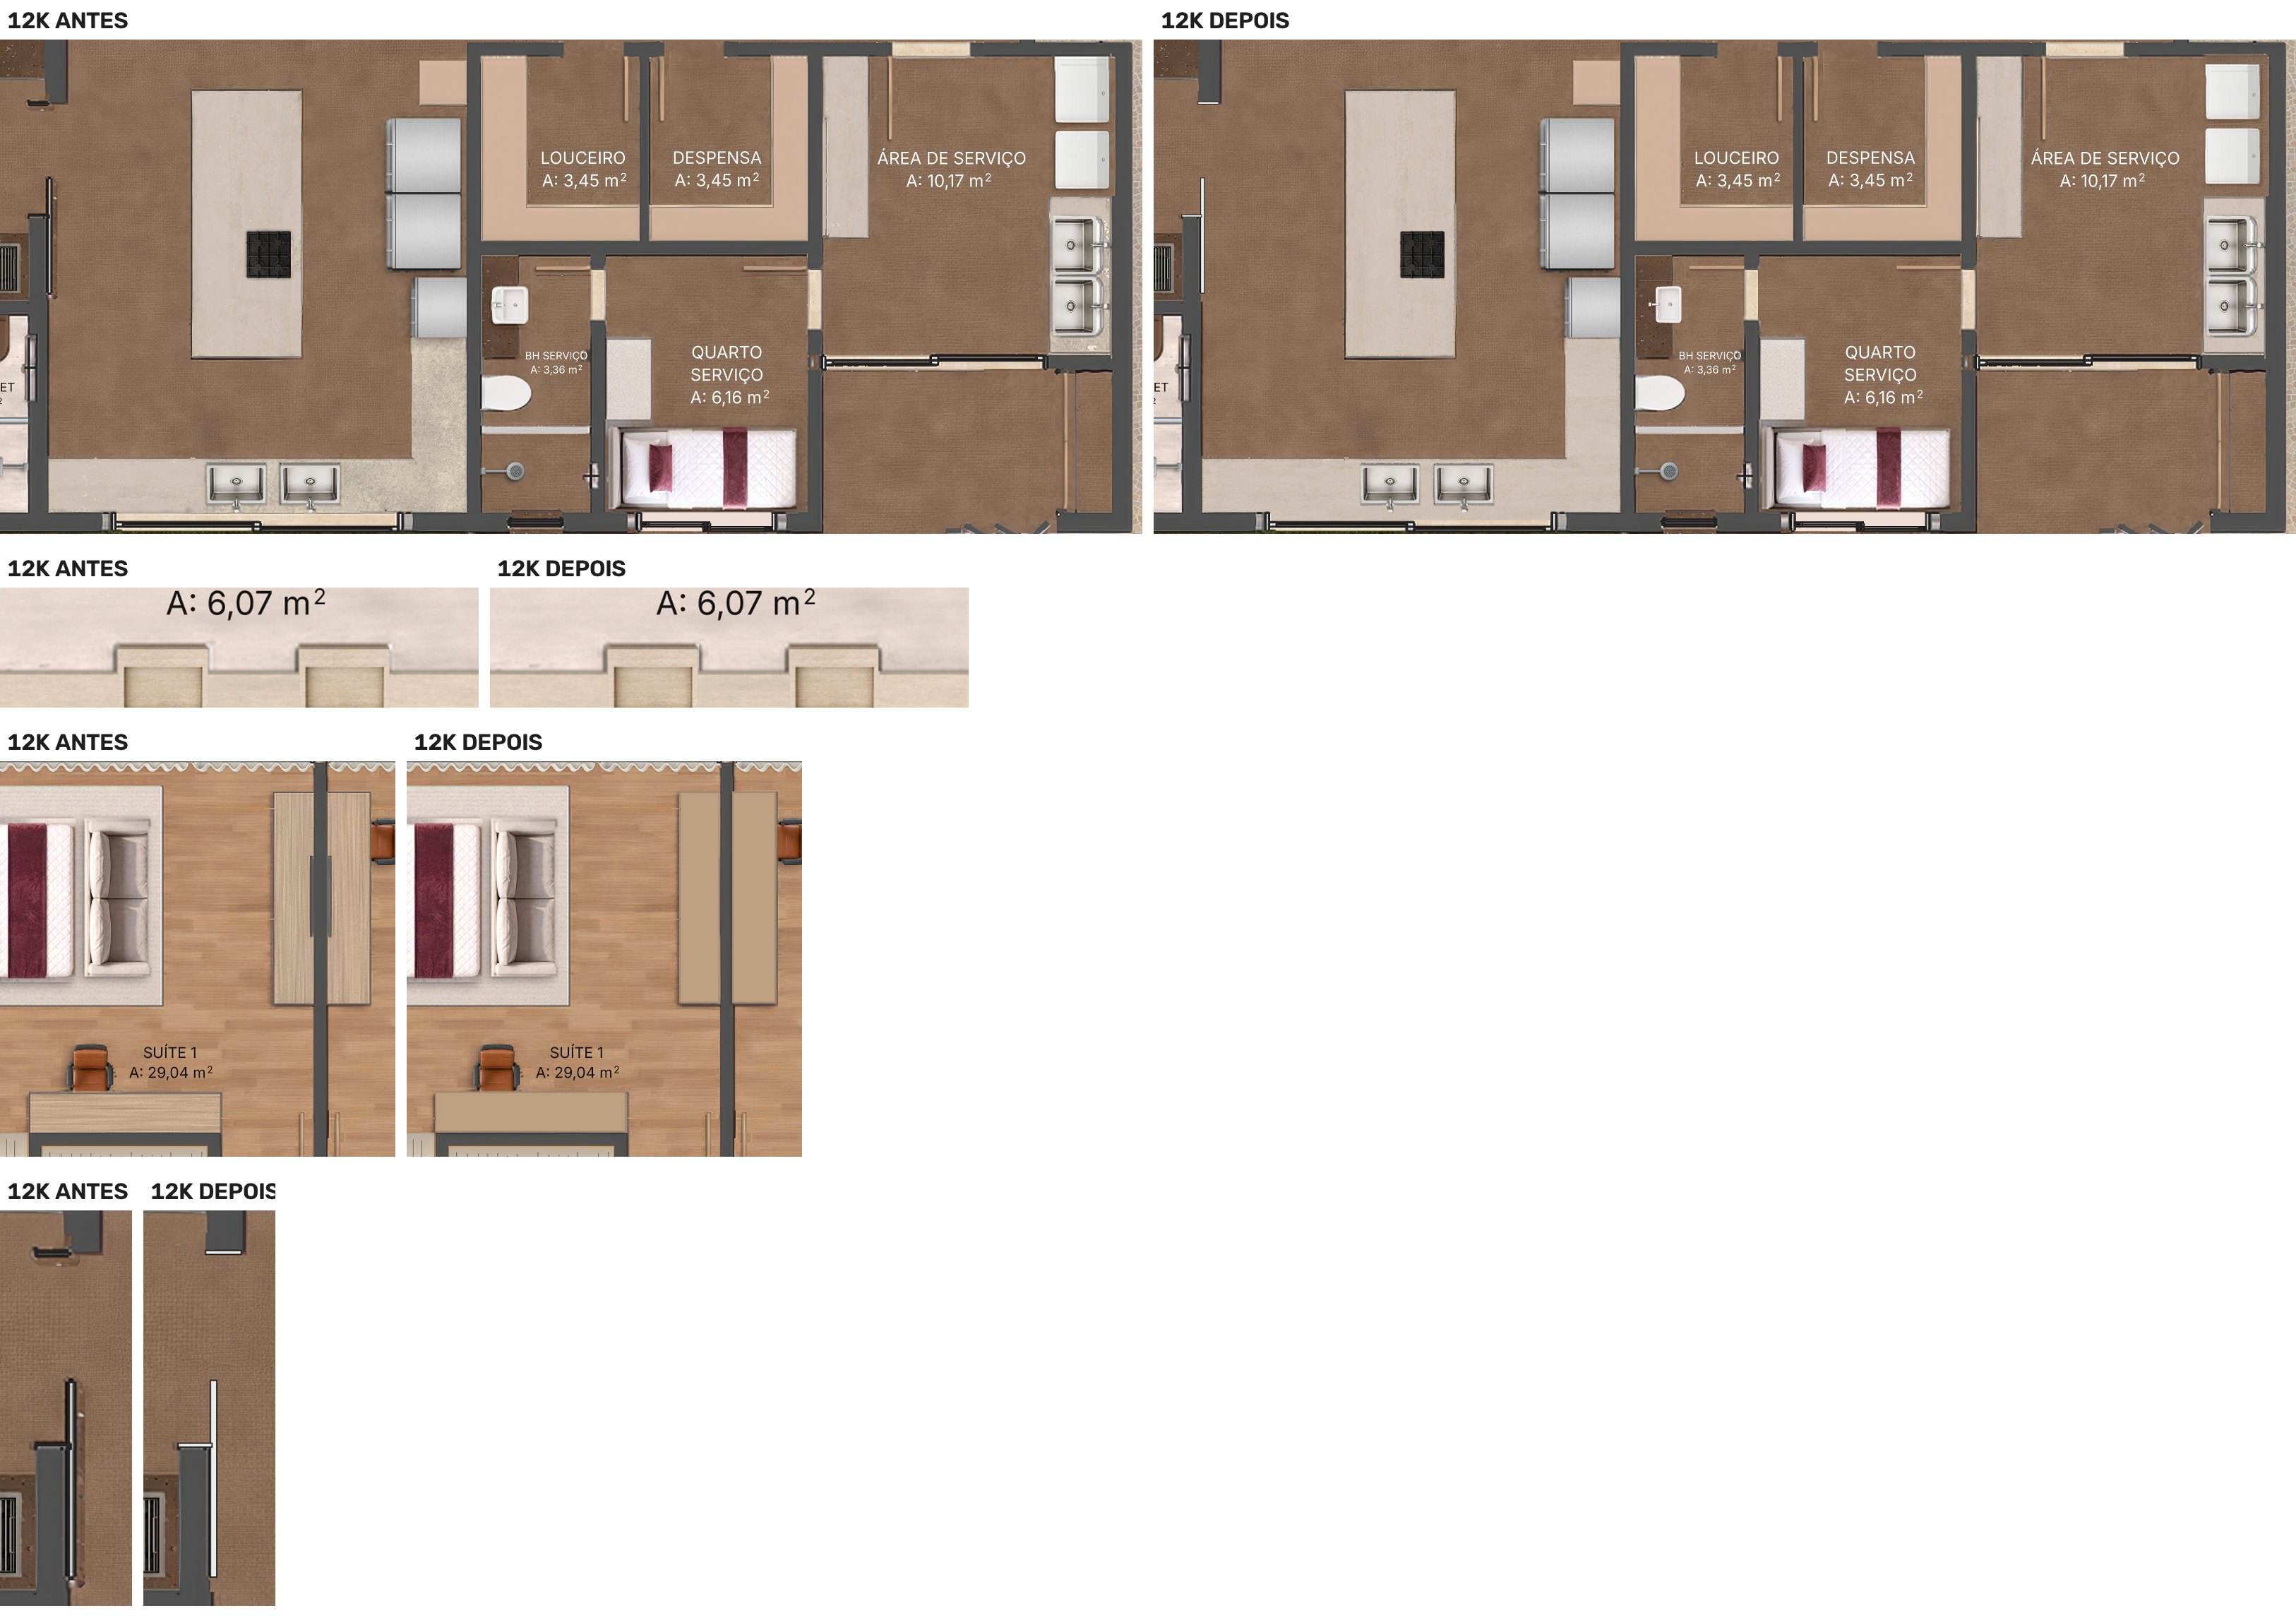 12K ANTES
12K DEPOIS
LOUCEIRO
A: 3,45 m²
DESPENSA
A: 3,45 m²
ÁREA DE SERVIÇO
A: 10,17 m²
BH SERVIÇO
A: 3,36 m²
QUARTO
SERVIÇO
A: 6,16 m²
ET
2
LOUCEIRO
A: 3,45 m²
DESPENSA
A: 3,45 m²
ÁREA DE SERVIÇO
A: 10,17 m²
BH SERVIÇO
A: 3,36 m²
QUARTO
SERVIÇO
A: 6,16 m²
ET
2
12K ANTES
12K DEPOIS
A: 6,07 m²
A: 6,07 m²
12K ANTES
12K DEPOIS
SUÍTE 1
A: 29,04 m²
SUÍTE 1
A: 29,04 m²
12K ANTES
12K DEPOIS